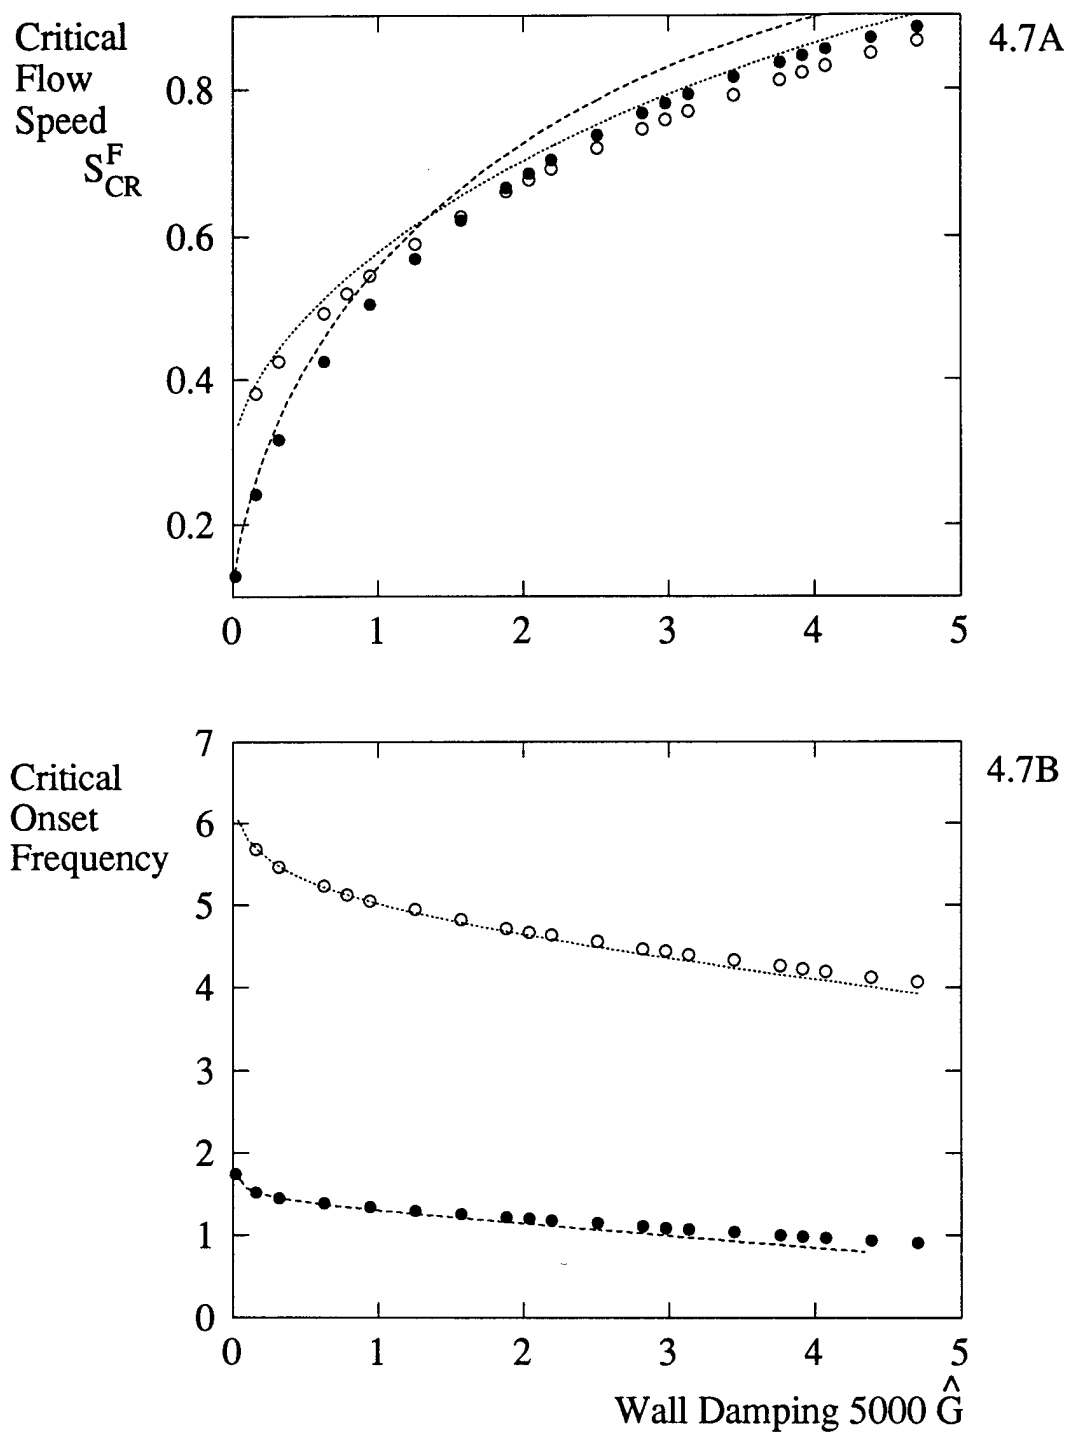 Critical
Flow
Speed
S^F_CR
4.7A
0.8
0.6
0.4
0.2
0 1 2 3 4 5
Critical
Onset
Frequency
4.7B
7
6
5
4
3
2
1
0
0 1 2 3 4 5
Wall Damping 5000 Ĝ